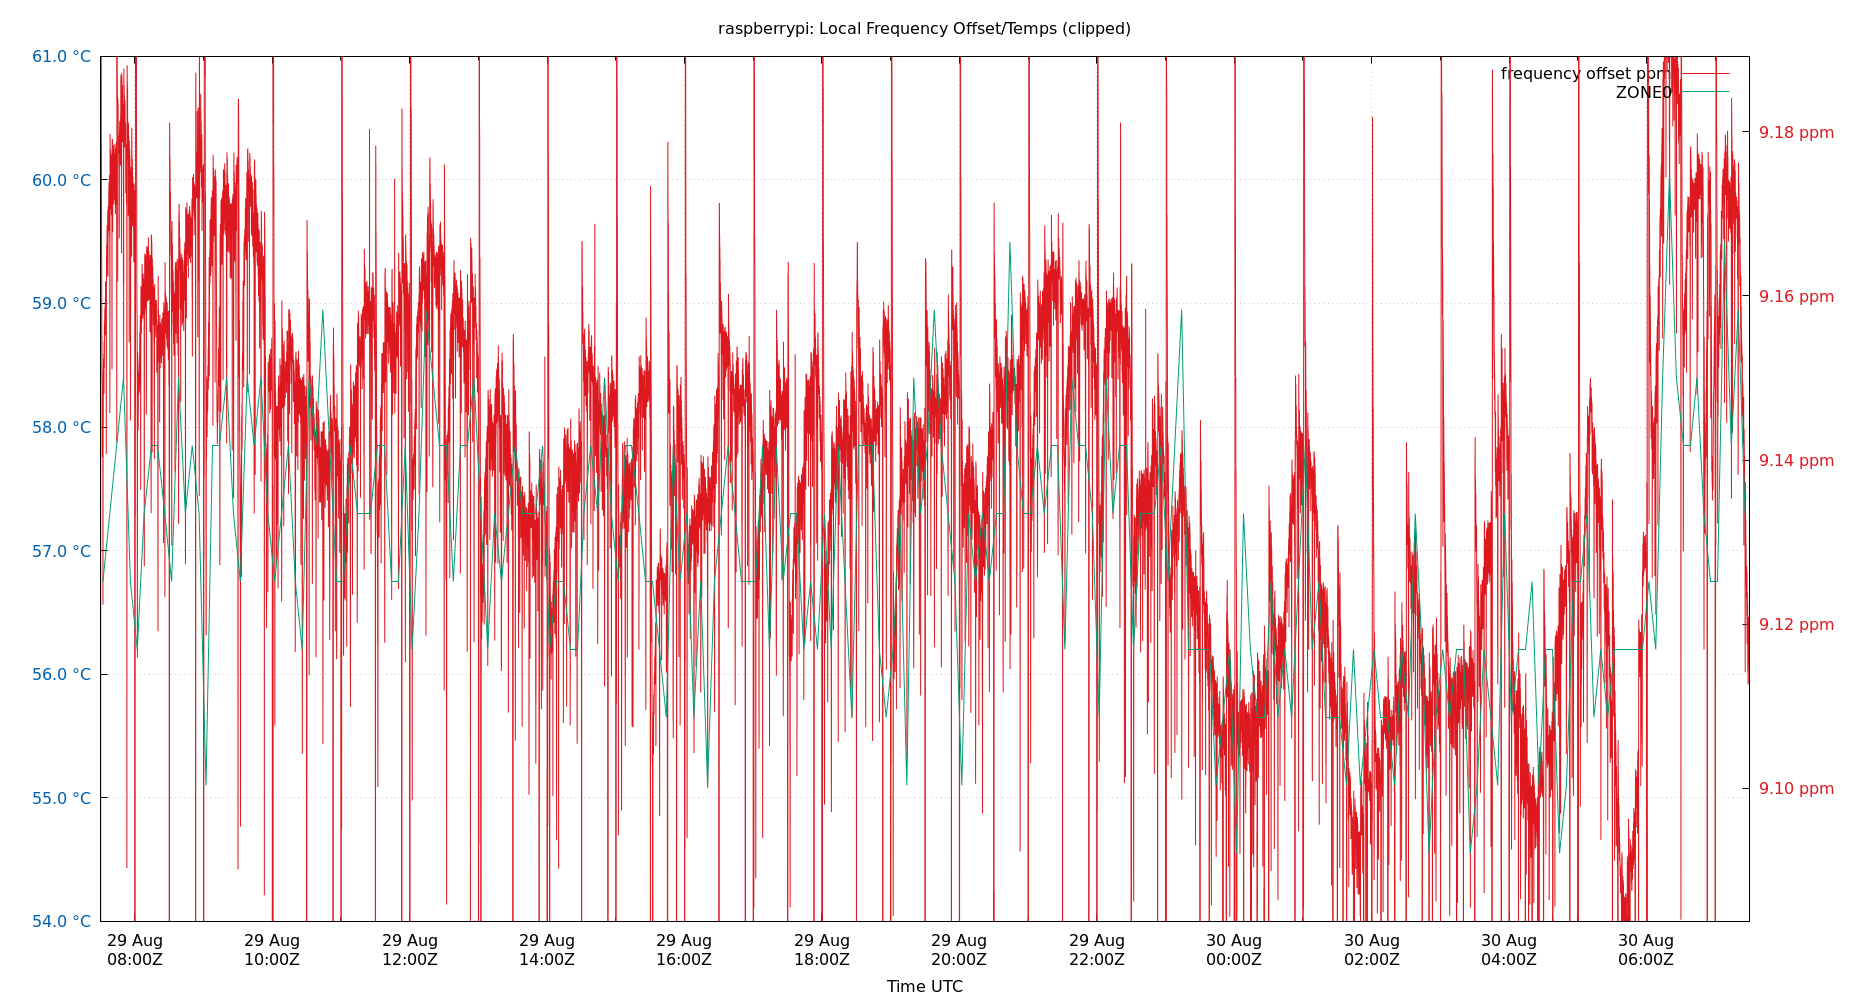 raspberrypi: Local Frequency Offset/Temps (clipped)
61.0 °C
60.0 °C
59.0 °C
58.0 °C
57.0 °C
56.0 °C
55.0 °C
54.0 °C
frequency offset ppm
ZONE0
9.18 ppm
9.16 ppm
9.14 ppm
9.12 ppm
9.10 ppm
29 Aug
08:00Z
29 Aug
10:00Z
29 Aug
12:00Z
29 Aug
14:00Z
29 Aug
16:00Z
29 Aug
18:00Z
29 Aug
20:00Z
29 Aug
22:00Z
30 Aug
00:00Z
30 Aug
02:00Z
30 Aug
04:00Z
30 Aug
06:00Z
Time UTC